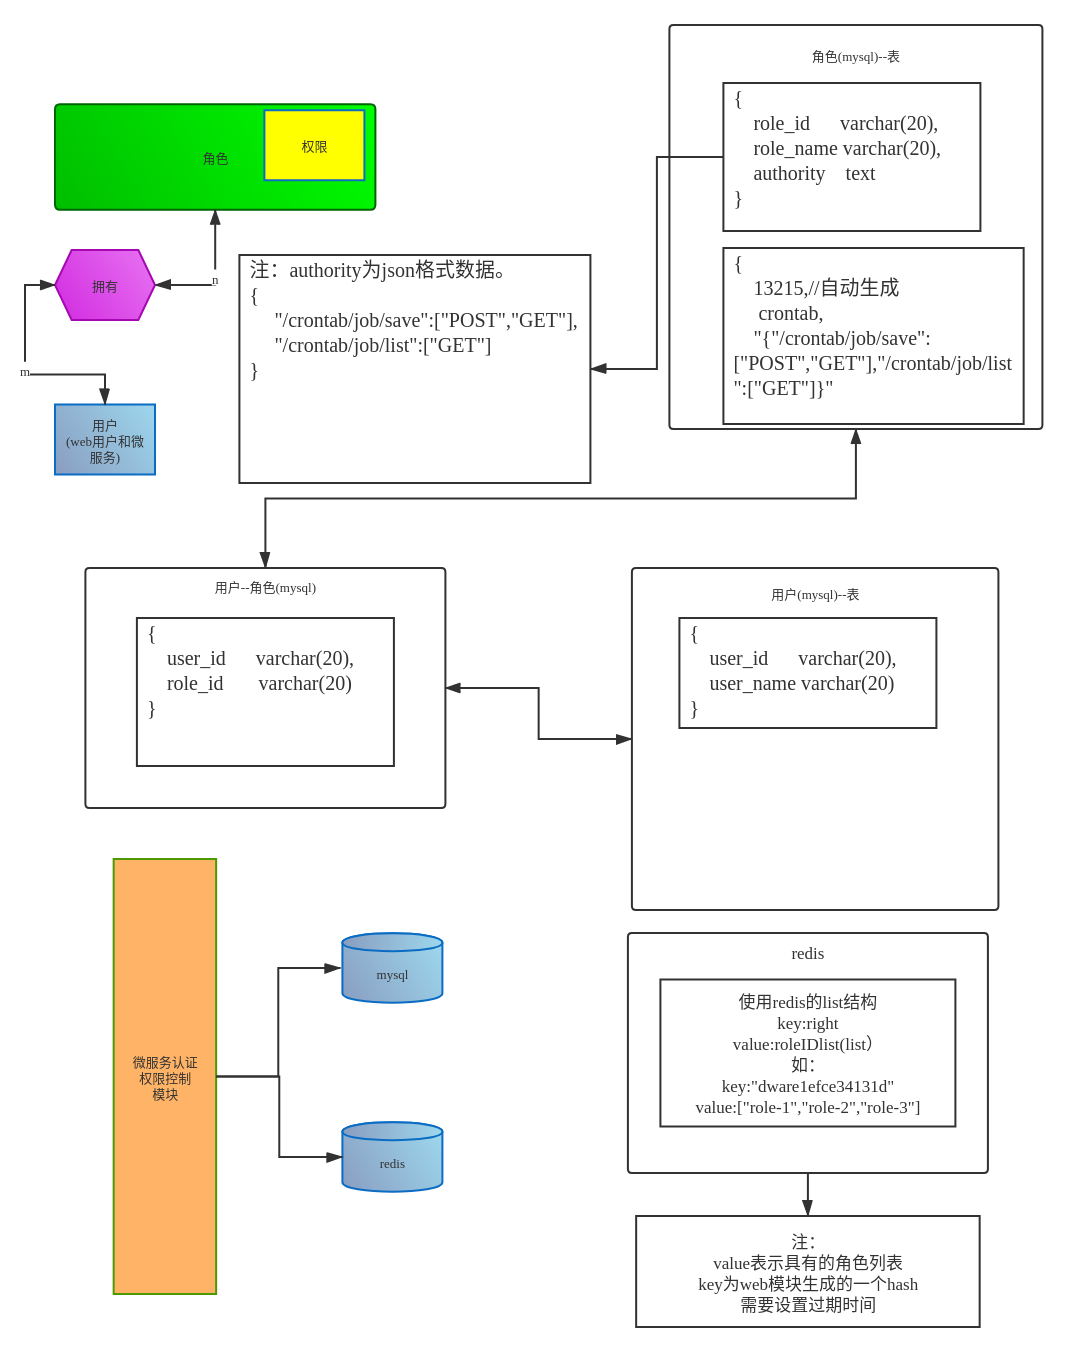 角色(mysql)--表
{
role_id varchar(20),
role_name varchar(20),
authority text
}
{
13215,//自动生成
crontab,
"{"/crontab/job/save":
["POST","GET"],"/crontab/job/list
":["GET"]}"
角色
权限
拥有
n
m
用户
(web用户和微
服务)
注：authority为json格式数据。
{
"/crontab/job/save":["POST","GET"],
"/crontab/job/list":["GET"]
}
用户--角色(mysql)
{
user_id varchar(20),
role_id varchar(20)
}
用户(mysql)--表
{
user_id varchar(20),
user_name varchar(20)
}
微服务认证
权限控制
模块
mysql
redis
redis
使用redis的list结构
key:right
value:roleIDlist(list）
如：
key:"dware1efce34131d"
value:["role-1","role-2","role-3"]
注：
value表示具有的角色列表
key为web模块生成的一个hash
需要设置过期时间